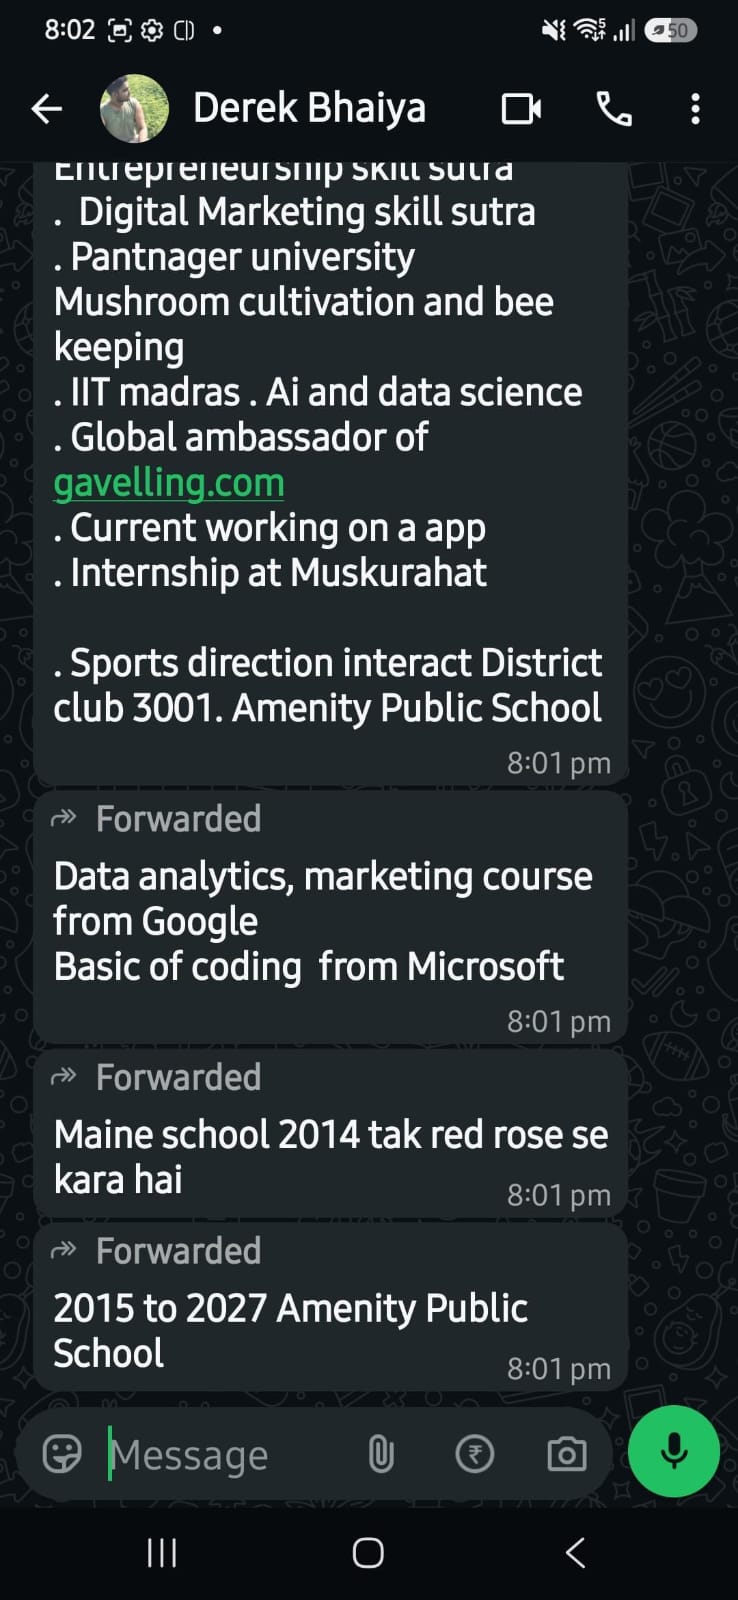 8:02
50
Derek Bhaiya
Entrepreneurship skill sutra
. Digital Marketing skill sutra
. Pantnager university
Mushroom cultivation and bee
keeping
. IIT madras . Ai and data science
. Global ambassador of
gavelling.com
. Current working on a app
. Internship at Muskurahat
. Sports direction interact District
club 3001. Amenity Public School
8:01 pm
Forwarded
Data analytics, marketing course
from Google
Basic of coding  from Microsoft
8:01 pm
Forwarded
Maine school 2014 tak red rose se
kara hai
8:01 pm
Forwarded
2015 to 2027 Amenity Public
School
8:01 pm
Message